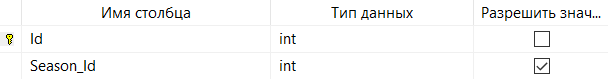 Имя столбца Тип данных Разрешить знач...
Id int
Season_Id int